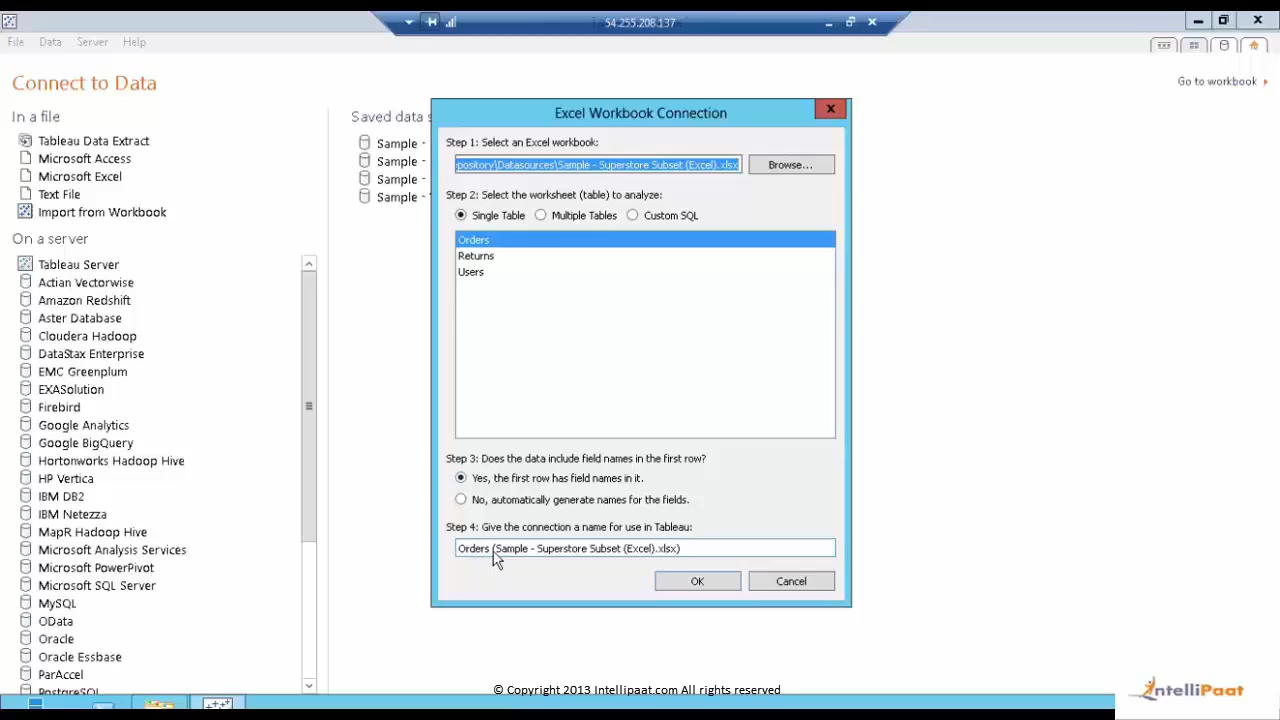 54.255.208.137
File Data Server Help
Connect to Data
Go to workbook
In a file
Tableau Data Extract
Microsoft Access
Microsoft Excel
Text File
Import from Workbook
On a server
Tableau Server
Actian Vectorwise
Amazon Redshift
Aster Database
Cloudera Hadoop
DataStax Enterprise
EMC Greenplum
EXASolution
Firebird
Google Analytics
Google BigQuery
Hortonworks Hadoop Hive
HP Vertica
IBM DB2
IBM Netezza
MapR Hadoop Hive
Microsoft Analysis Services
Microsoft PowerPivot
Microsoft SQL Server
MySQL
OData
Oracle
Oracle Essbase
ParAccel
PostgreSQL
Saved data s
Sample -
Sample -
Sample -
Sample -
Excel Workbook Connection
Step 1: Select an Excel workbook:
pository\Datasources\Sample - Superstore Subset (Excel).xlsx
Browse...
Step 2: Select the worksheet (table) to analyze:
Single Table Multiple Tables Custom SQL
Orders
Returns
Users
Step 3: Does the data include field names in the first row?
Yes, the first row has field names in it.
No, automatically generate names for the fields.
Step 4: Give the connection a name for use in Tableau:
Orders (Sample - Superstore Subset (Excel).xlsx)
OK Cancel
© Copyright 2013 Intellipaat.com All rights reserved
IntelliPaat